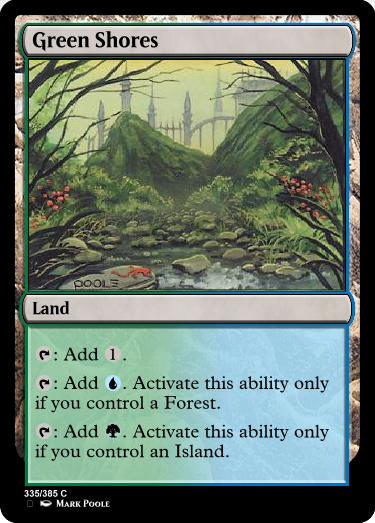 Green Shores
POOLE
Land
: Add 1.
: Add . Activate this ability only
if you control a Forest.
: Add . Activate this ability only
if you control an Island.
335/385 C
MARK POOLE